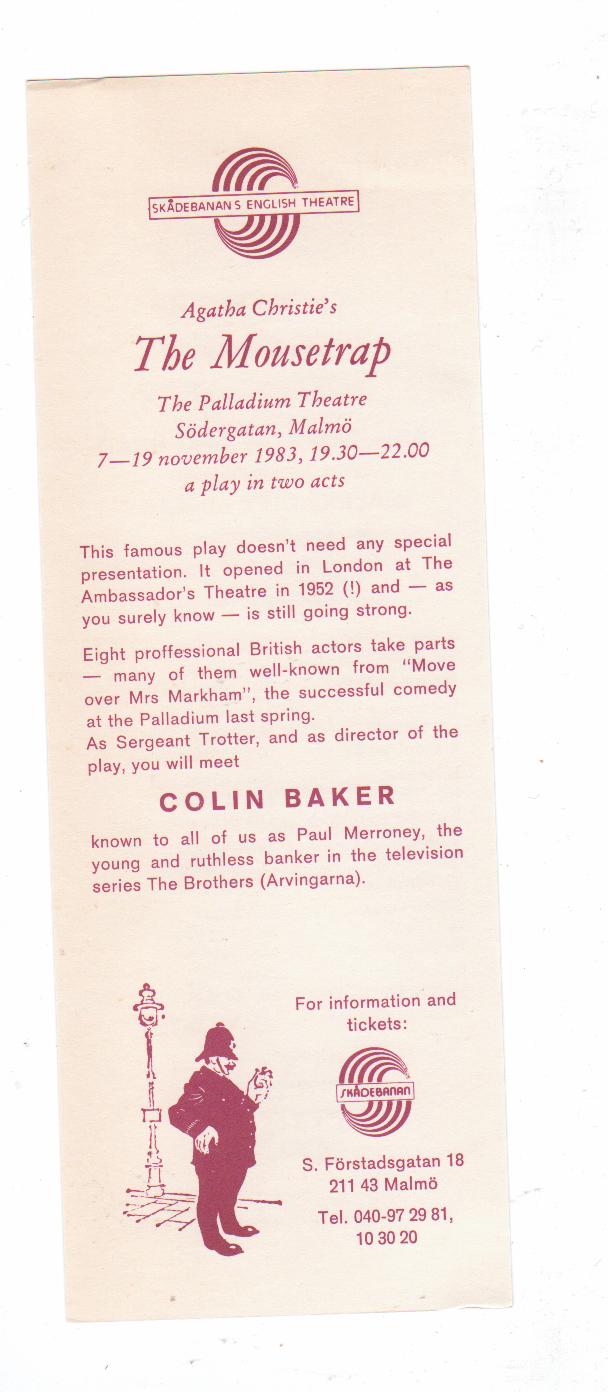 SKÅDEBANAN S ENGLISH THEATRE
Agatha Christie's
The Mousetrap
The Palladium Theatre
Södergatan, Malmö
7—19 november 1983, 19.30—22.00
a play in two acts
This famous play doesn't need any special
presentation. It opened in London at The
Ambassador's Theatre in 1952 (!) and — as
you surely know — is still going strong.
Eight proffessional British actors take parts
— many of them well-known from "Move
over Mrs Markham", the successful comedy
at the Palladium last spring.
As Sergeant Trotter, and as director of the
play, you will meet
COLIN BAKER
known to all of us as Paul Merroney, the
young and ruthless banker in the television
series The Brothers (Arvingarna).
For information and
tickets:
SKÅDEBANAN
S. Förstadsgatan 18
211 43 Malmö
Tel. 040-97 29 81,
10 30 20